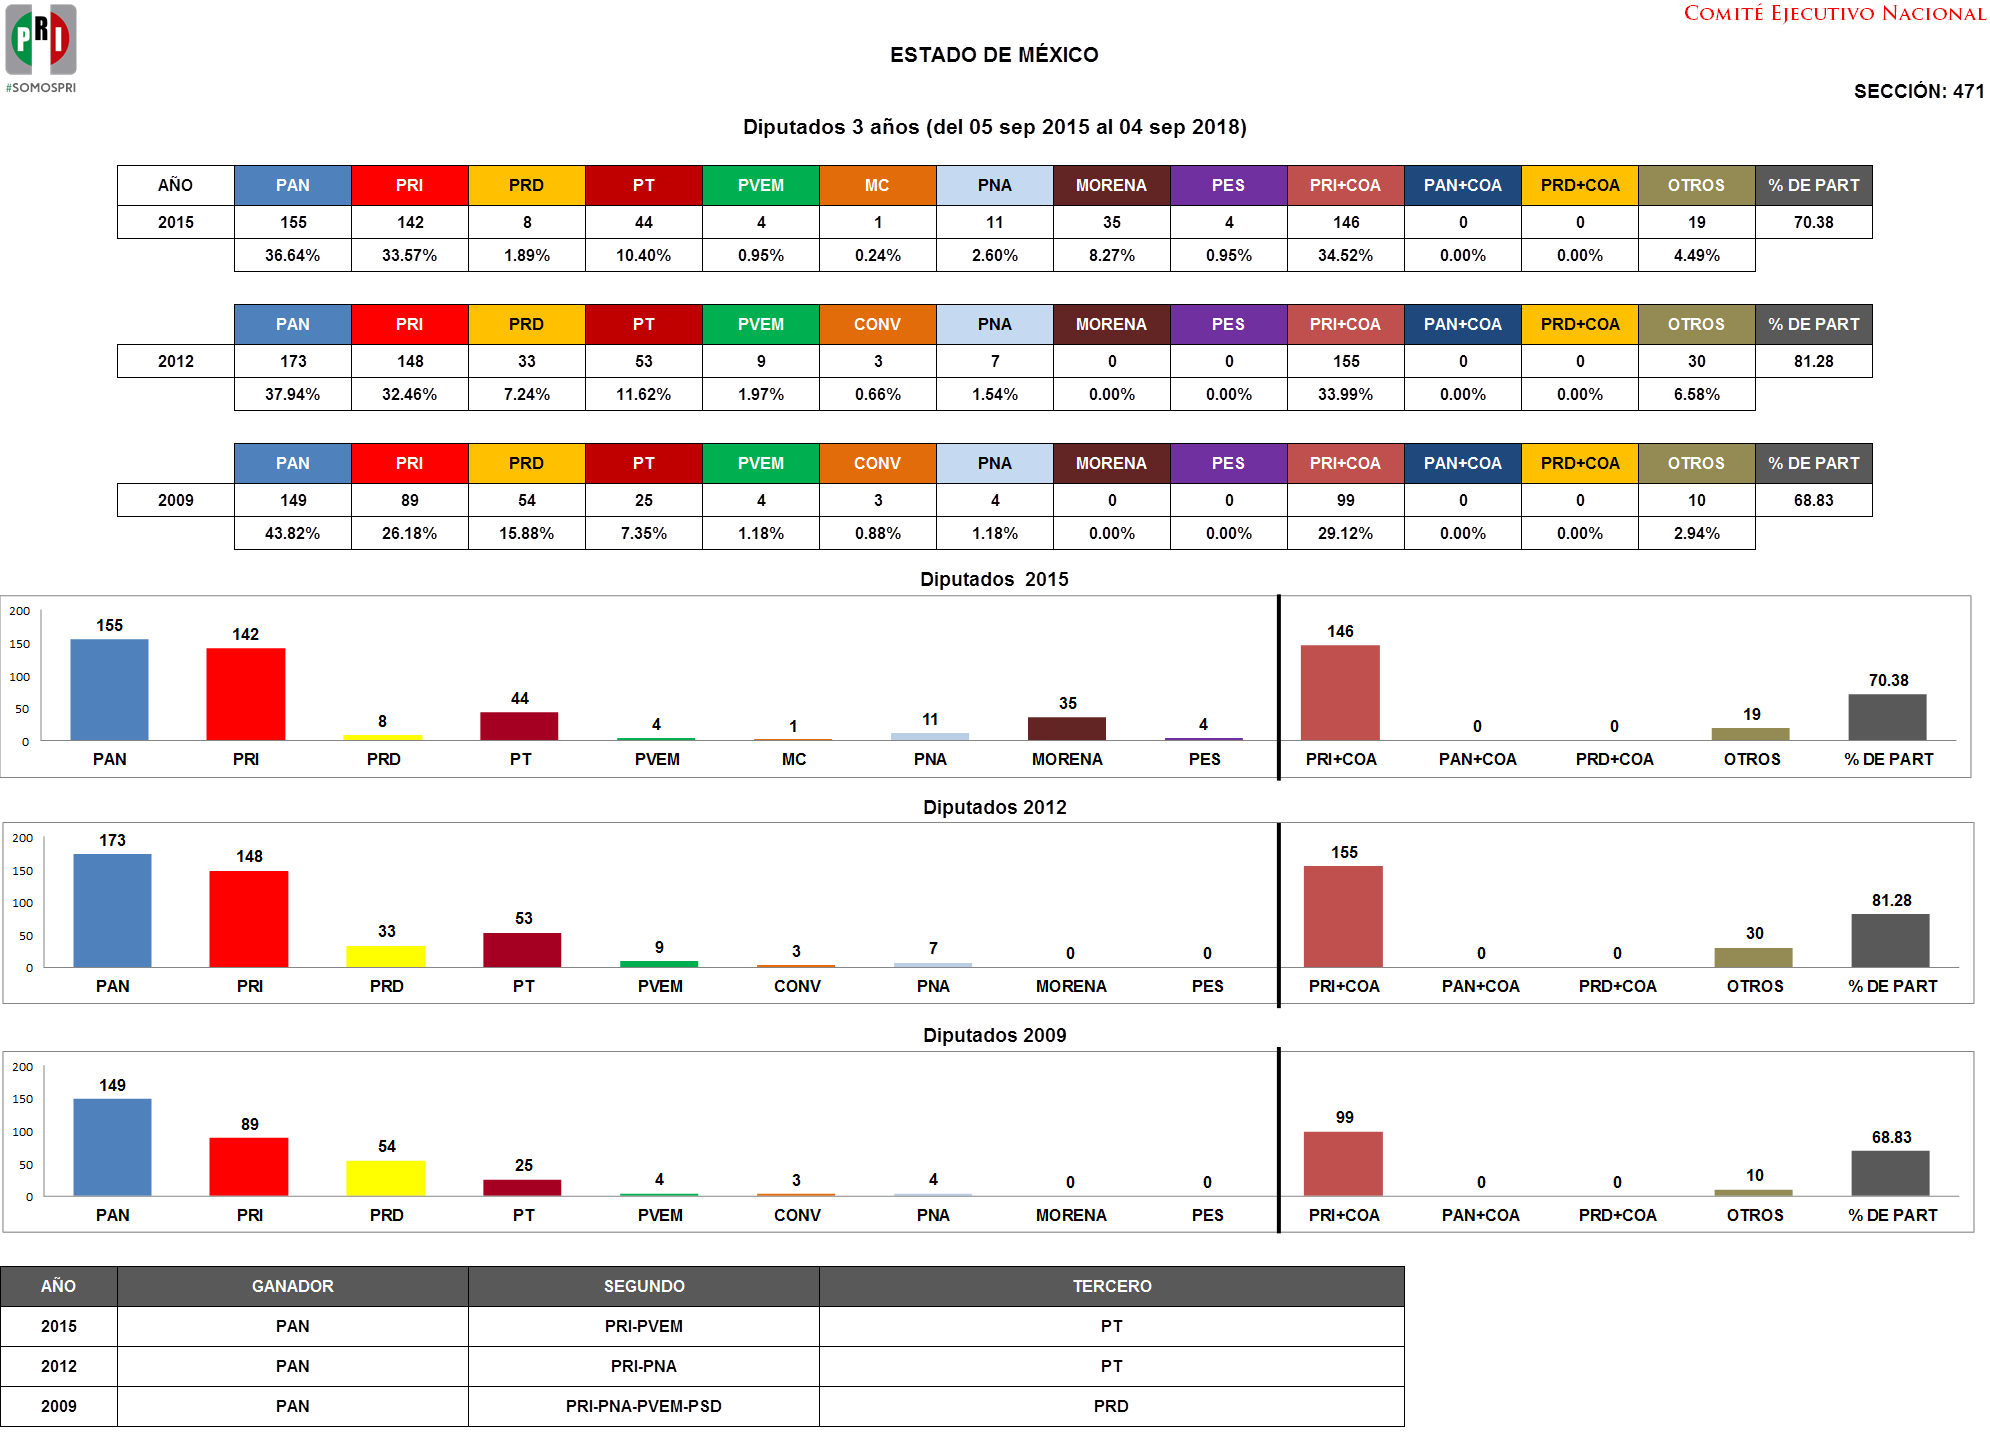 PRI
#SOMOSPRI
COMITÉ EJECUTIVO NACIONAL
ESTADO DE MÉXICO
SECCIÓN: 471
Diputados 3 años (del 05 sep 2015 al 04 sep 2018)
AÑO PAN PRI PRD PT PVEM MC PNA MORENA PES PRI+COA PAN+COA PRD+COA OTROS % DE PART
2015 155 142 8 44 4 1 11 35 4 146 0 0 19 70.38
36.64% 33.57% 1.89% 10.40% 0.95% 0.24% 2.60% 8.27% 0.95% 34.52% 0.00% 0.00% 4.49%
PAN PRI PRD PT PVEM CONV PNA MORENA PES PRI+COA PAN+COA PRD+COA OTROS % DE PART
2012 173 148 33 53 9 3 7 0 0 155 0 0 30 81.28
37.94% 32.46% 7.24% 11.62% 1.97% 0.66% 1.54% 0.00% 0.00% 33.99% 0.00% 0.00% 6.58%
PAN PRI PRD PT PVEM CONV PNA MORENA PES PRI+COA PAN+COA PRD+COA OTROS % DE PART
2009 149 89 54 25 4 3 4 0 0 99 0 0 10 68.83
43.82% 26.18% 15.88% 7.35% 1.18% 0.88% 1.18% 0.00% 0.00% 29.12% 0.00% 0.00% 2.94%
Diputados 2015
200
150
100
50
0
155 142 8 44 4 1 11 35 4 146 0 0 19 70.38
PAN PRI PRD PT PVEM MC PNA MORENA PES PRI+COA PAN+COA PRD+COA OTROS % DE PART
Diputados 2012
200
150
100
50
0
173 148 33 53 9 3 7 0 0 155 0 0 30 81.28
PAN PRI PRD PT PVEM CONV PNA MORENA PES PRI+COA PAN+COA PRD+COA OTROS % DE PART
Diputados 2009
200
150
100
50
0
149 89 54 25 4 3 4 0 0 99 0 0 10 68.83
PAN PRI PRD PT PVEM CONV PNA MORENA PES PRI+COA PAN+COA PRD+COA OTROS % DE PART
AÑO GANADOR SEGUNDO TERCERO
2015 PAN PRI-PVEM PT
2012 PAN PRI-PNA PT
2009 PAN PRI-PNA-PVEM-PSD PRD